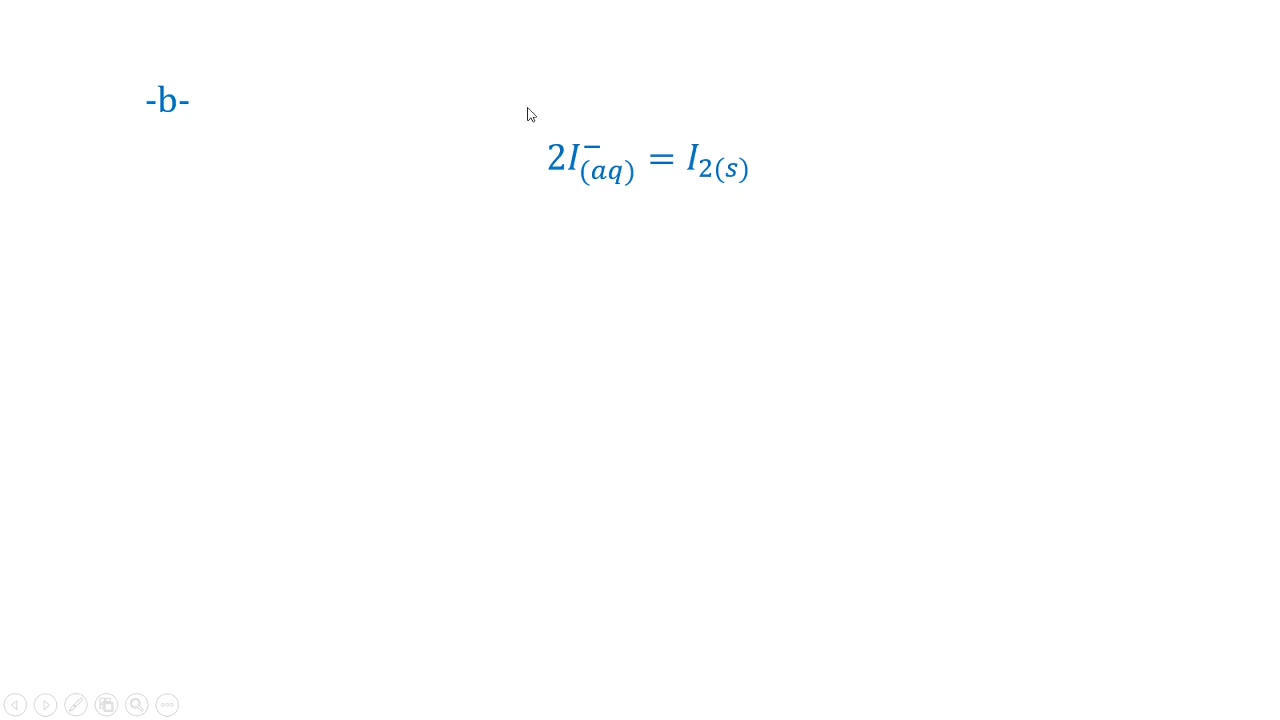 -b-
2I⁻(aq) = I₂(s)